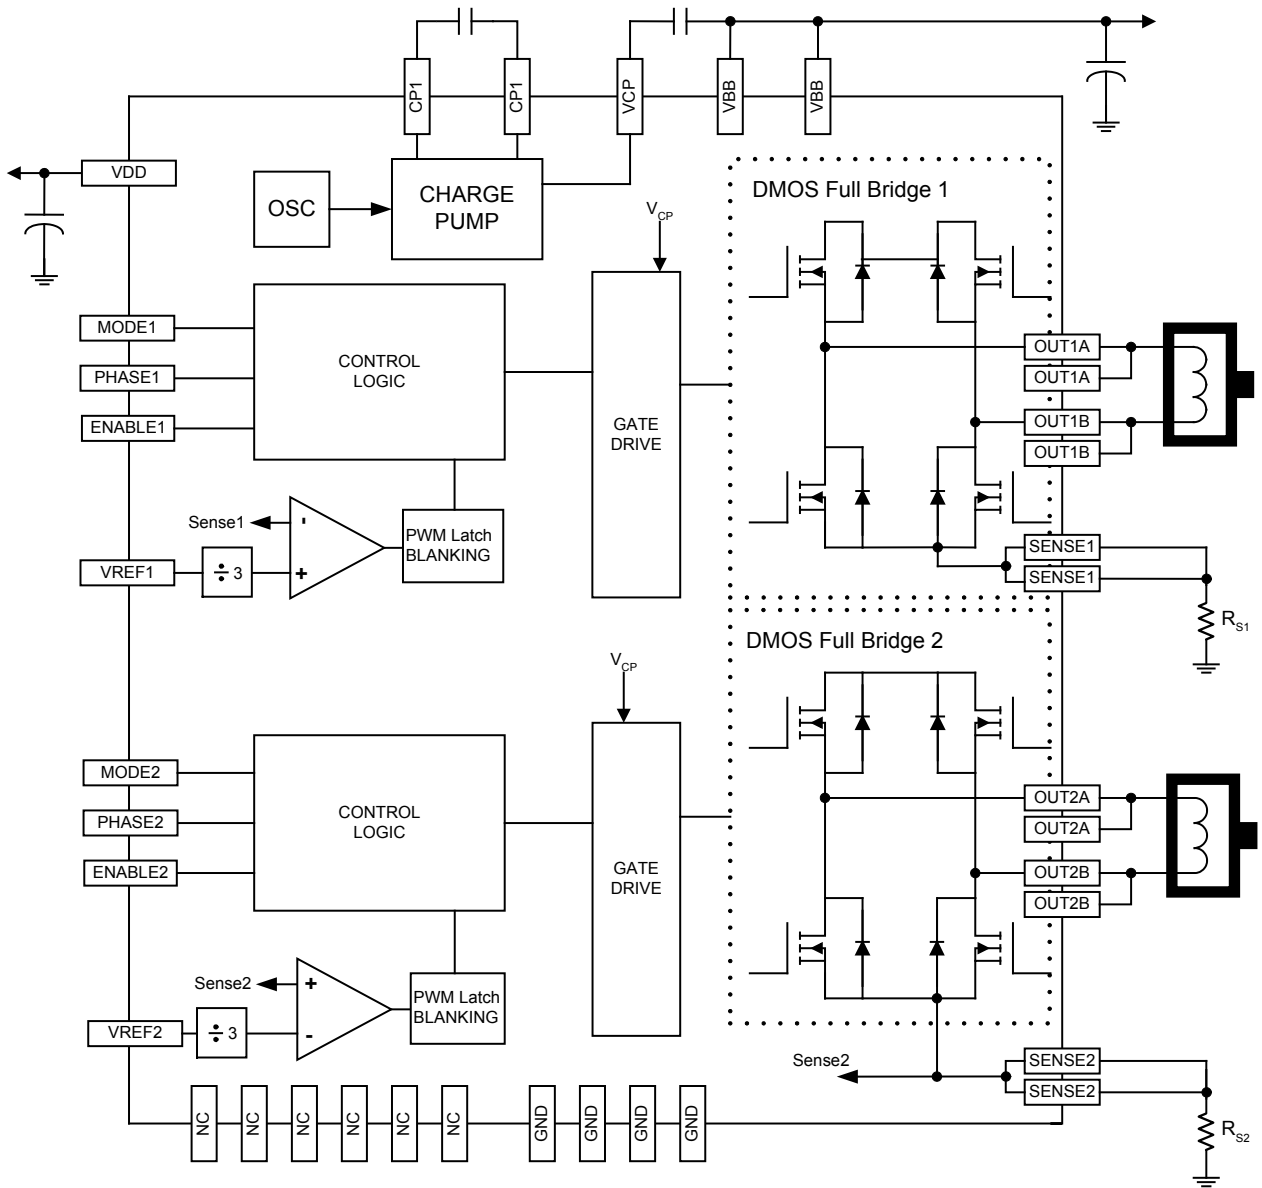 CP1
CP1
VCP
VBB
VBB
VDD
OSC
CHARGE
PUMP
DMOS Full Bridge 1
VCP
MODE1
PHASE1
ENABLE1
CONTROL
LOGIC
GATE
DRIVE
OUT1A
OUT1A
OUT1B
OUT1B
Sense1
-
+
PWM Latch
BLANKING
VREF1
÷ 3
SENSE1
SENSE1
RS1
DMOS Full Bridge 2
VCP
MODE2
PHASE2
ENABLE2
CONTROL
LOGIC
GATE
DRIVE
OUT2A
OUT2A
OUT2B
OUT2B
Sense2
+
-
PWM Latch
BLANKING
VREF2
÷ 3
Sense2
SENSE2
SENSE2
RS2
NC
NC
NC
NC
NC
NC
GND
GND
GND
GND